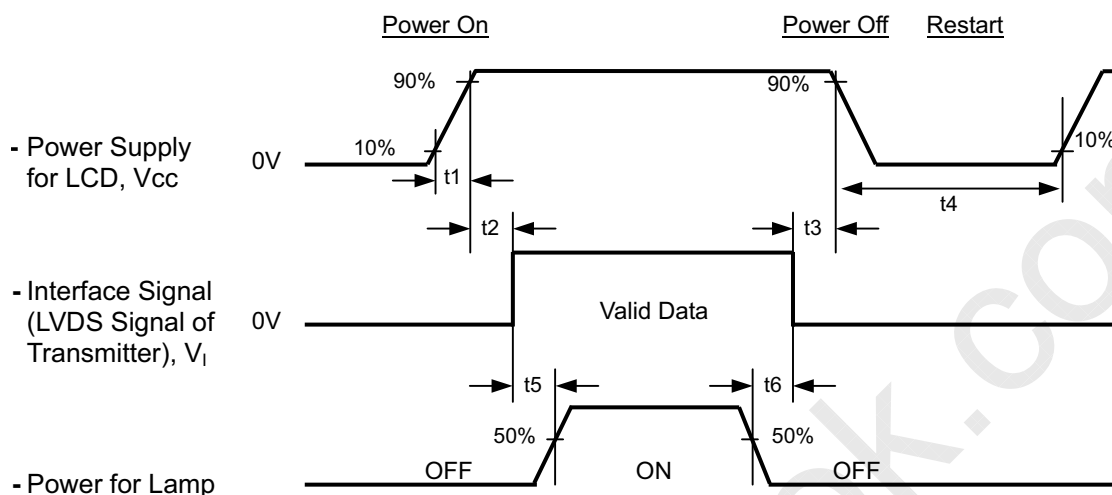 Power On
Power Off
Restart
90%
90%
- Power Supply for LCD, Vcc
0V
10%
10%
t1
t4
t2
t3
- Interface Signal (LVDS Signal of Transmitter), VI
0V
Valid Data
t5
t6
50%
50%
- Power for Lamp
OFF
ON
OFF